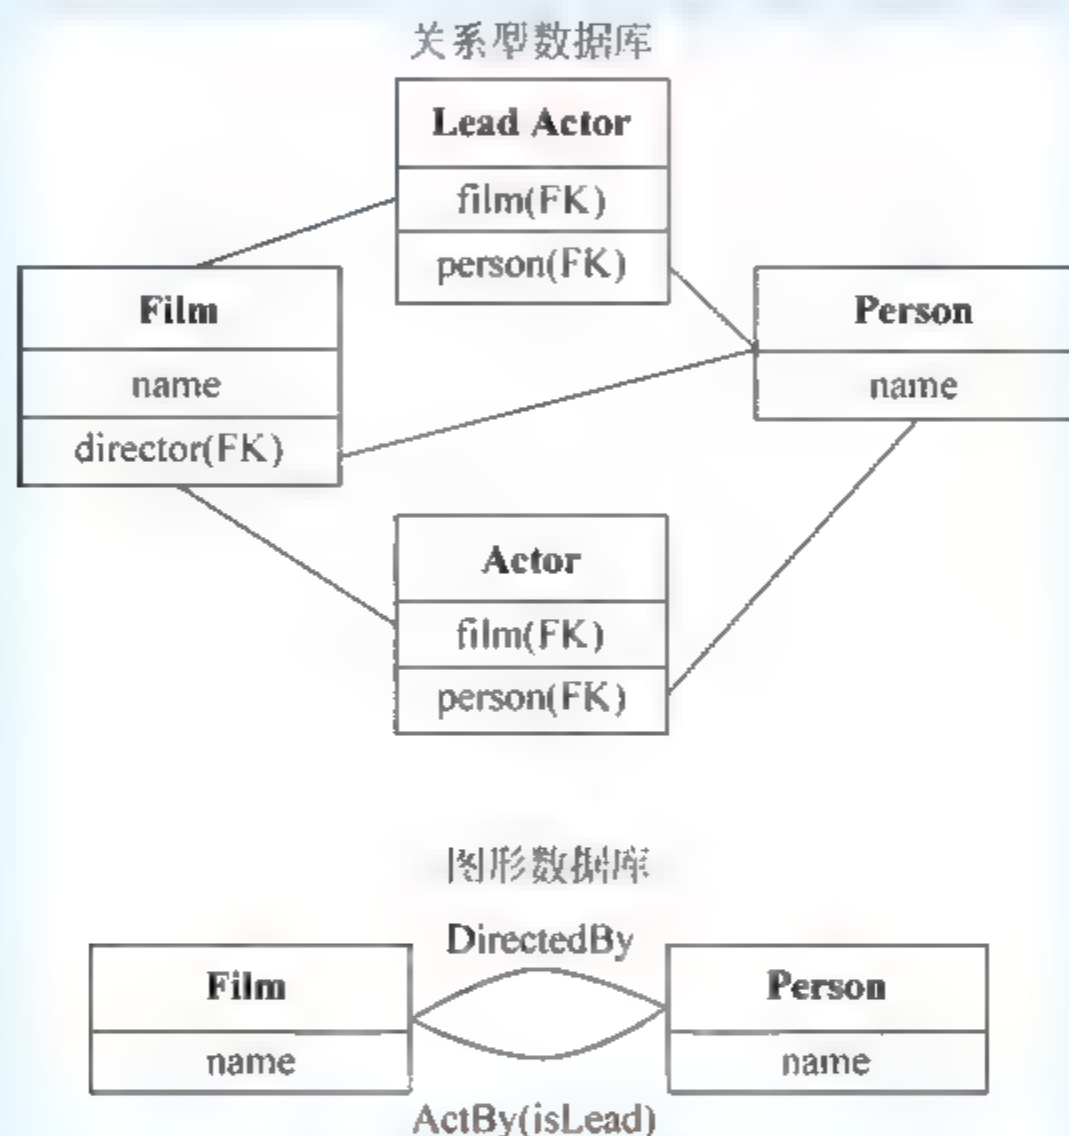 关系型数据库
Lead Actor
film(FK)
person(FK)
Film
name
director(FK)
Person
name
Actor
film(FK)
person(FK)
图形数据库
DirectedBy
Film
name
Person
name
ActBy(isLead)